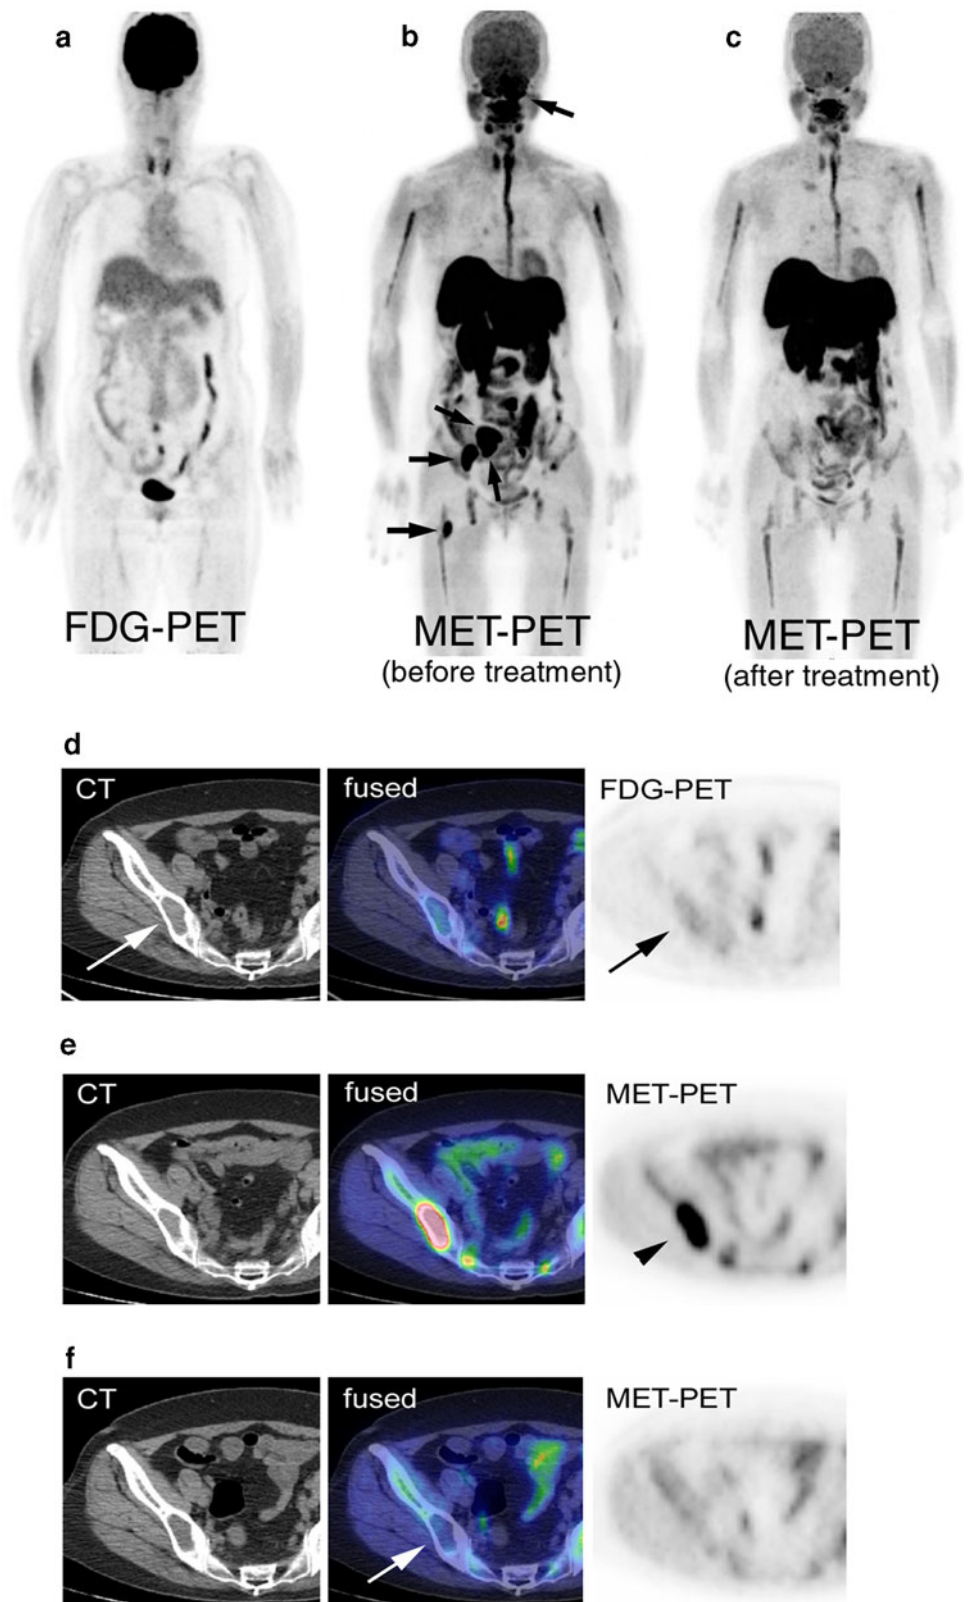 a
b
c
FDG-PET
MET-PET
(before treatment)
MET-PET
(after treatment)
d
CT
fused
FDG-PET
e
CT
fused
MET-PET
f
CT
fused
MET-PET